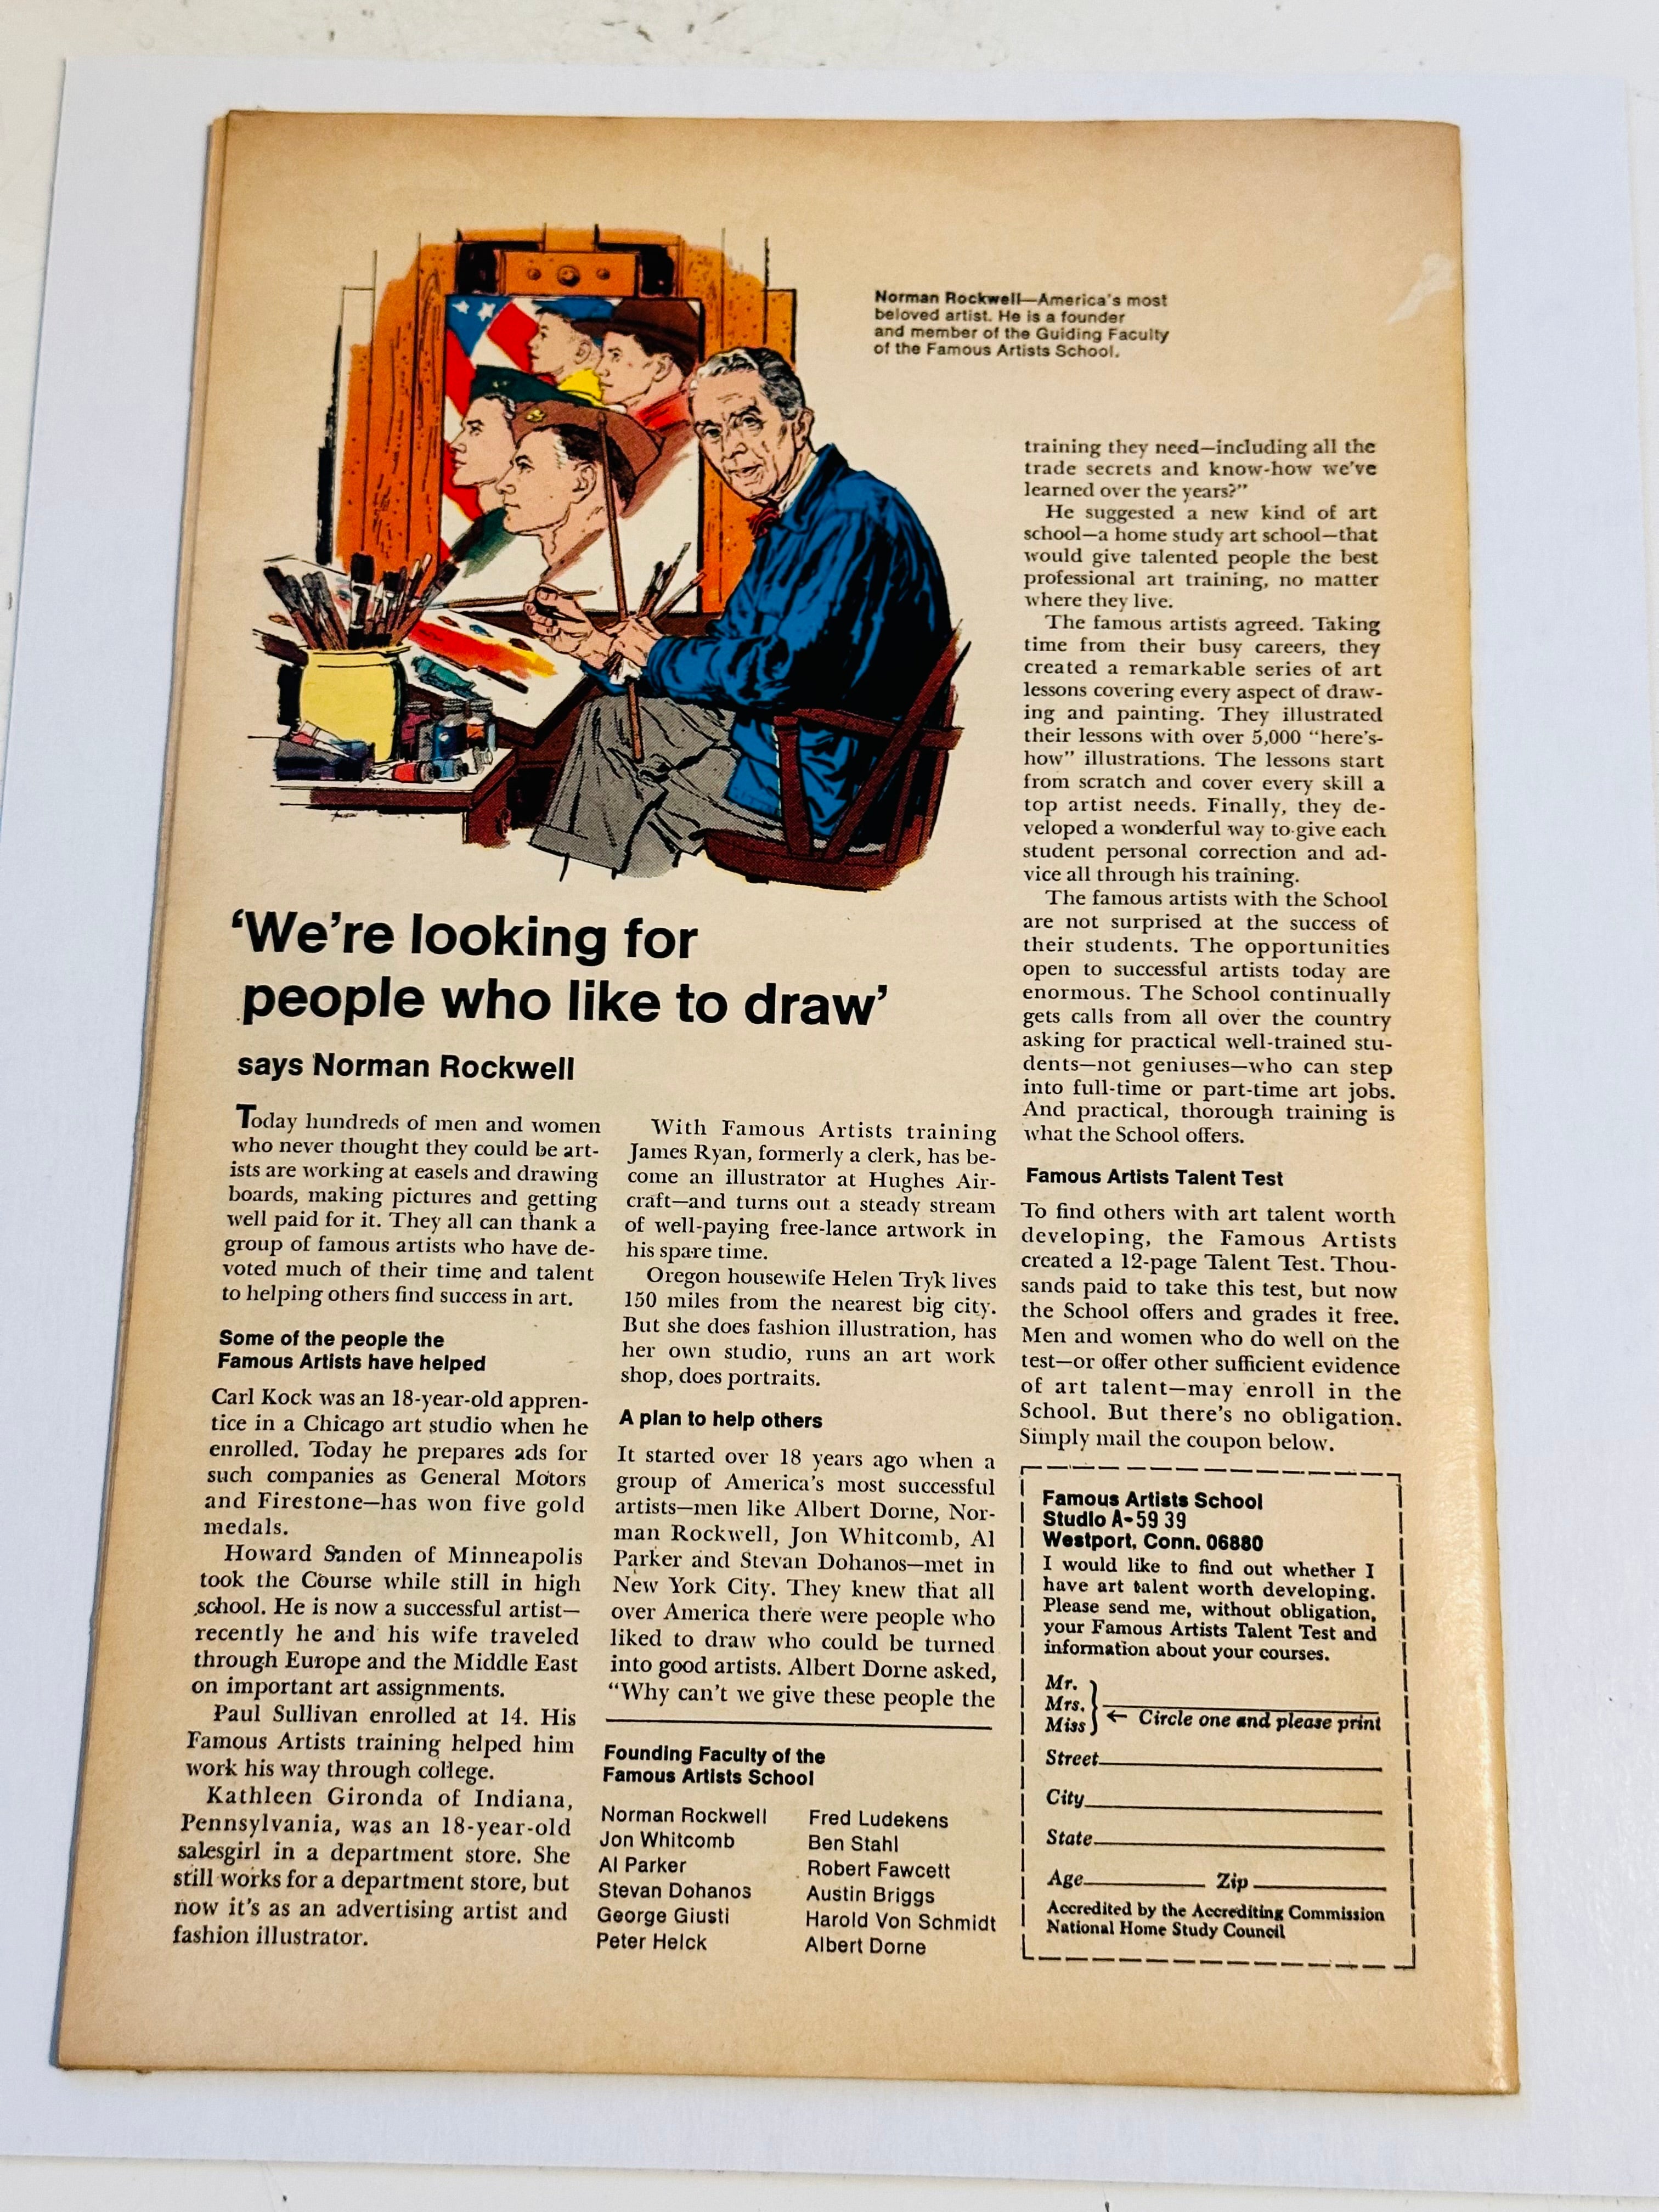 Norman Rockwell—America's most
beloved artist. He is a founder
and member of the Guiding Faculty
of the Famous Artists School.
'We're looking for
people who like to draw'
says Norman Rockwell
Today hundreds of men and women
who never thought they could be art-
ists are working at easels and drawing
boards, making pictures and getting
well paid for it. They all can thank a
group of famous artists who have de-
voted much of their time and talent
to helping others find success in art.
Some of the people the
Famous Artists have helped
Carl Kock was an 18-year-old appren-
tice in a Chicago art studio when he
enrolled. Today he prepares ads for
such companies as General Motors
and Firestone—has won five gold
medals.
Howard Sanden of Minneapolis
took the Course while still in high
school. He is now a successful artist—
recently he and his wife traveled
through Europe and the Middle East
on important art assignments.
Paul Sullivan enrolled at 14. His
Famous Artists training helped him
work his way through college.
Kathleen Gironda of Indiana,
Pennsylvania, was an 18-year-old
salesgirl in a department store. She
still works for a department store, but
now it's as an advertising artist and
fashion illustrator.
With Famous Artists training
James Ryan, formerly a clerk, has be-
come an illustrator at Hughes Air-
craft—and turns out a steady stream
of well-paying free-lance artwork in
his spare time.
Oregon housewife Helen Tryk lives
150 miles from the nearest big city.
But she does fashion illustration, has
her own studio, runs an art work
shop, does portraits.
A plan to help others
It started over 18 years ago when a
group of America's most successful
artists—men like Albert Dorne, Nor-
man Rockwell, Jon Whitcomb, Al
Parker and Stevan Dohanos—met in
New York City. They knew that all
over America there were people who
liked to draw who could be turned
into good artists. Albert Dorne asked,
"Why can't we give these people the
training they need—including all the
trade secrets and know-how we've
learned over the years?"
He suggested a new kind of art
school—a home study art school—that
would give talented people the best
professional art training, no matter
where they live.
The famous artists agreed. Taking
time from their busy careers, they
created a remarkable series of art
lessons covering every aspect of draw-
ing and painting. They illustrated
their lessons with over 5,000 "here's-
how" illustrations. The lessons start
from scratch and cover every skill a
top artist needs. Finally, they de-
veloped a wonderful way to give each
student personal correction and ad-
vice all through his training.
The famous artists with the School
are not surprised at the success of
their students. The opportunities
open to successful artists today are
enormous. The School continually
gets calls from all over the country
asking for practical well-trained stu-
dents—not geniuses—who can step
into full-time or part-time art jobs.
And practical, thorough training is
what the School offers.
Famous Artists Talent Test
To find others with art talent worth
developing, the Famous Artists
created a 12-page Talent Test. Thou-
sands paid to take this test, but now
the School offers and grades it free.
Men and women who do well on the
test—or offer other sufficient evidence
of art talent—may enroll in the
School. But there's no obligation.
Simply mail the coupon below.
Founding Faculty of the
Famous Artists School
Norman Rockwell
Jon Whitcomb
Al Parker
Stevan Dohanos
George Giusti
Peter Helck
Fred Ludekens
Ben Stahl
Robert Fawcett
Austin Briggs
Harold Von Schmidt
Albert Dorne
Famous Artists School
Studio A-59 39
Westport, Conn. 06880
I would like to find out whether I
have art talent worth developing.
Please send me, without obligation,
your Famous Artists Talent Test and
information about your courses.
Mr.
Mrs.
Miss ← Circle one and please print
Street
City
State
Age Zip
Accredited by the Accrediting Commission
National Home Study Council